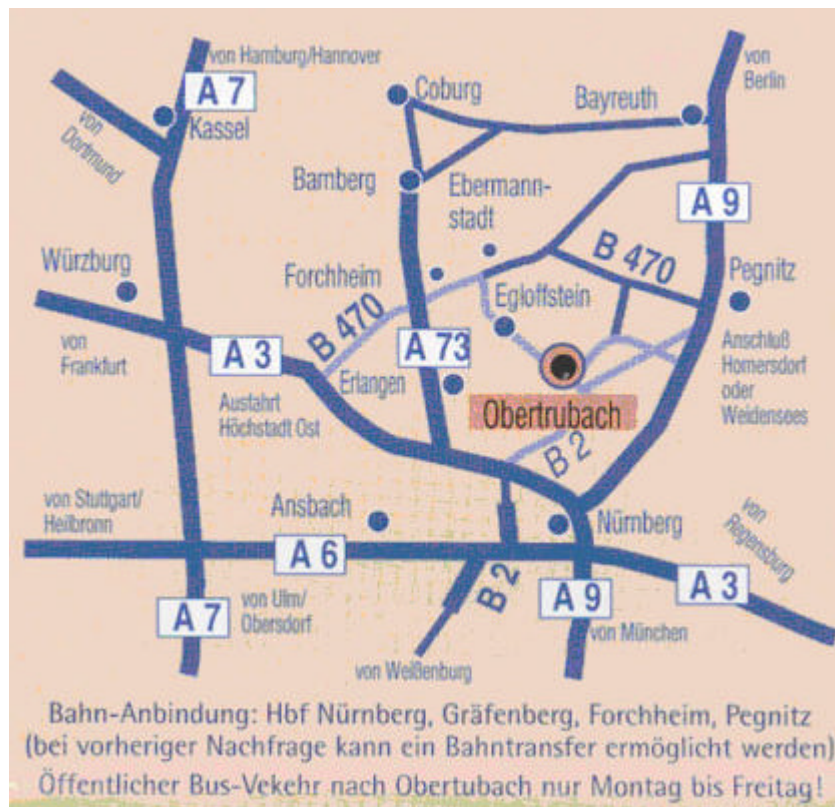 von Hamburg/Hannover
von
Berlin
A 7
Kassel
Coburg
Bayreuth
von
Dortmund
Bamberg
Ebermann-
stadt
A 9
Würzburg
Forchheim
B 470
Pegnitz
Egloffstein
B 470
von
Frankfurt
A 3
A 73
Anschluß
Homersdorf
oder
Weidensees
Erlangen
Ausfahrt
Höchstadt Ost
Obertrubach
B 2
von Stuttgart/
Heilbronn
Ansbach
Nürnberg
von
Regensburg
A 6
A 7
von Ulm/
Obersdorf
B 2
A 9
A 3
von München
von Weißenburg
Bahn-Anbindung: Hbf Nürnberg, Gräfenberg, Forchheim, Pegnitz
(bei vorheriger Nachfrage kann ein Bahntransfer ermöglicht werden)
Öffentlicher Bus-Vekehr nach Obertubach nur Montag bis Freitag!